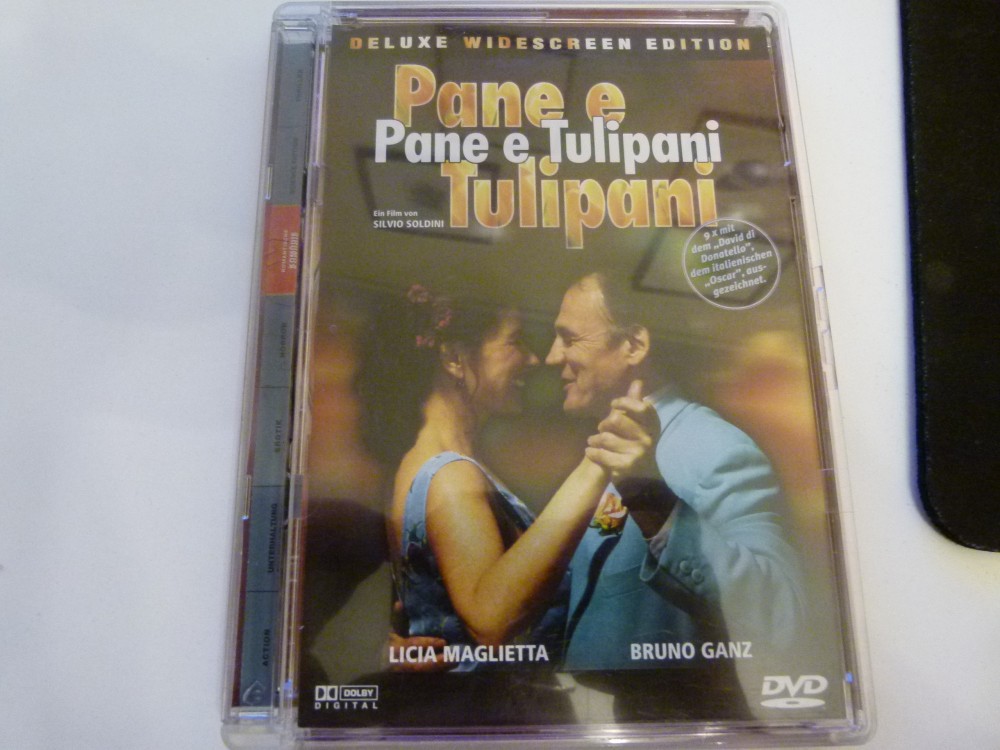 DELUXE WIDESCREEN EDITION
Pane e
Pane e Tulipani
Tulipani
Ein Film von
SILVIO SOLDINI
9 x mit
dem „David di
Donatello",
dem italienischen
„Oscar", aus-
gezeichnet.
LICIA MAGLIETTA
BRUNO GANZ
DOLBY
DIGITAL
DVD
HORROR
EROTIK
UNTERHALTUNG
ACTION